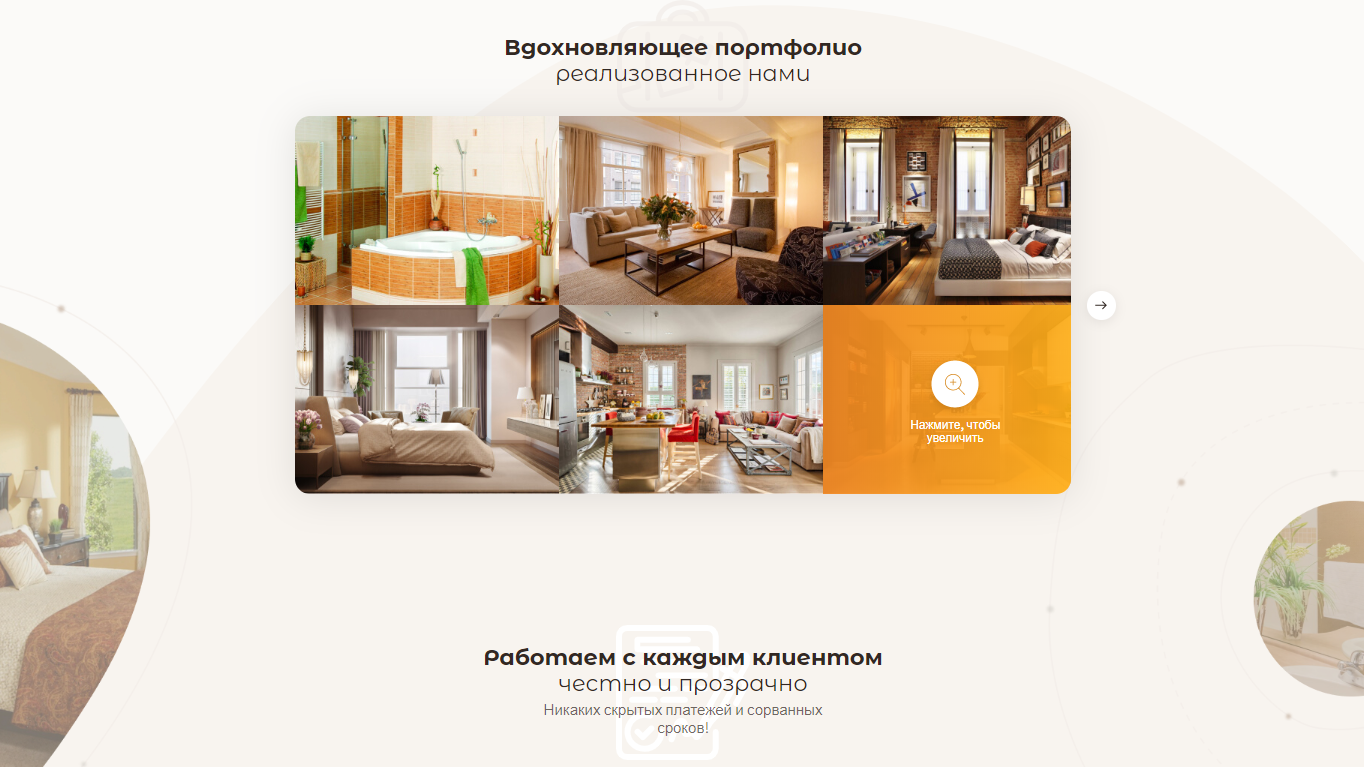 Вдохновляющее портфолио
реализованное нами
Нажмите, чтобы
увеличить
Работаем с каждым клиентом
честно и прозрачно
Никаких скрытых платежей и сорванных
сроков!